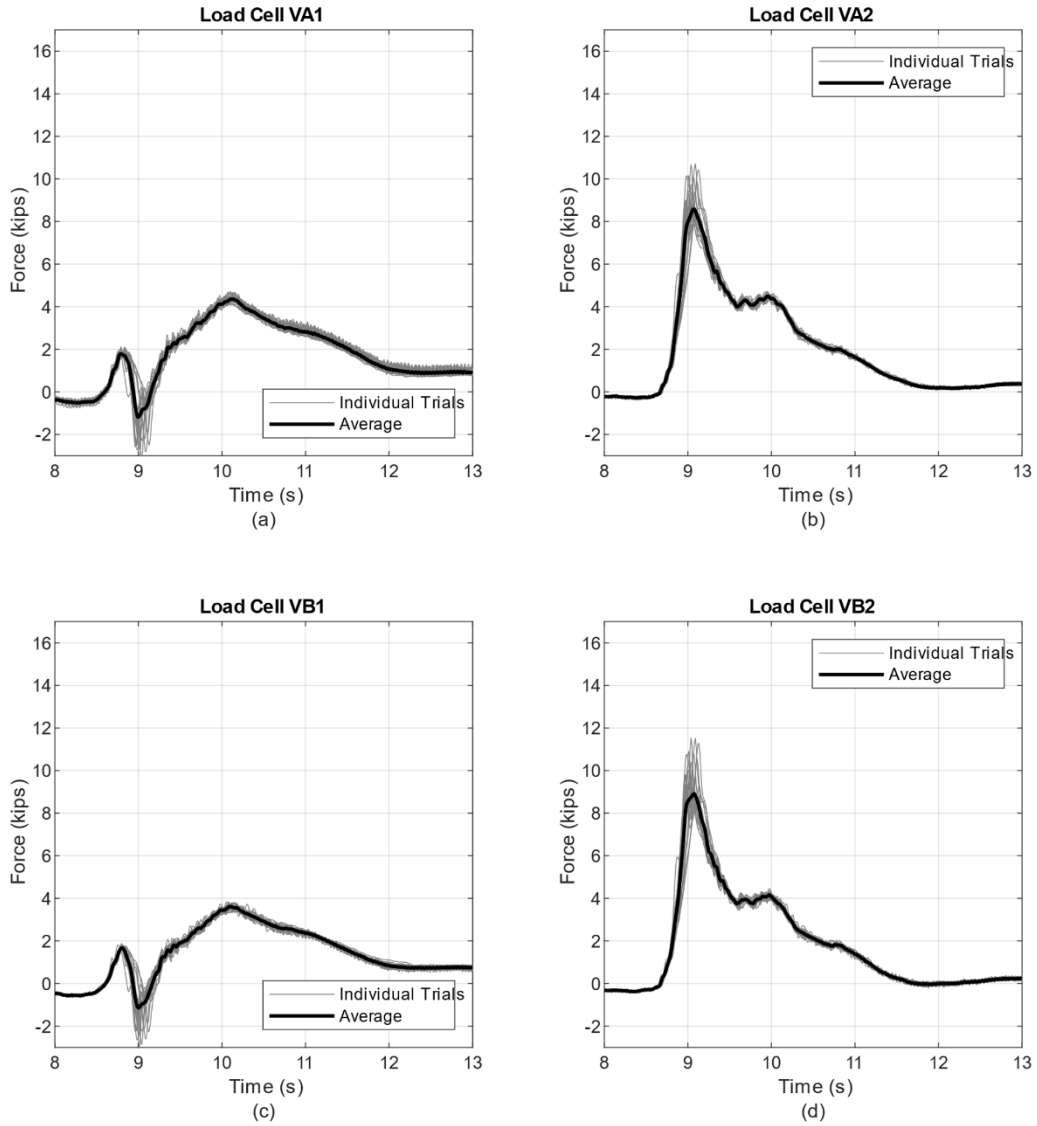 Load Cell VA1
16
14
12
10
8
6
4
2
0
-2
Force (kips)
Individual Trials
Average
8 9 10 11 12 13
Time (s)
(a)
Load Cell VA2
16
14
12
10
8
6
4
2
0
-2
Force (kips)
Individual Trials
Average
8 9 10 11 12 13
Time (s)
(b)
Load Cell VB1
16
14
12
10
8
6
4
2
0
-2
Force (kips)
Individual Trials
Average
8 9 10 11 12 13
Time (s)
(c)
Load Cell VB2
16
14
12
10
8
6
4
2
0
-2
Force (kips)
Individual Trials
Average
8 9 10 11 12 13
Time (s)
(d)